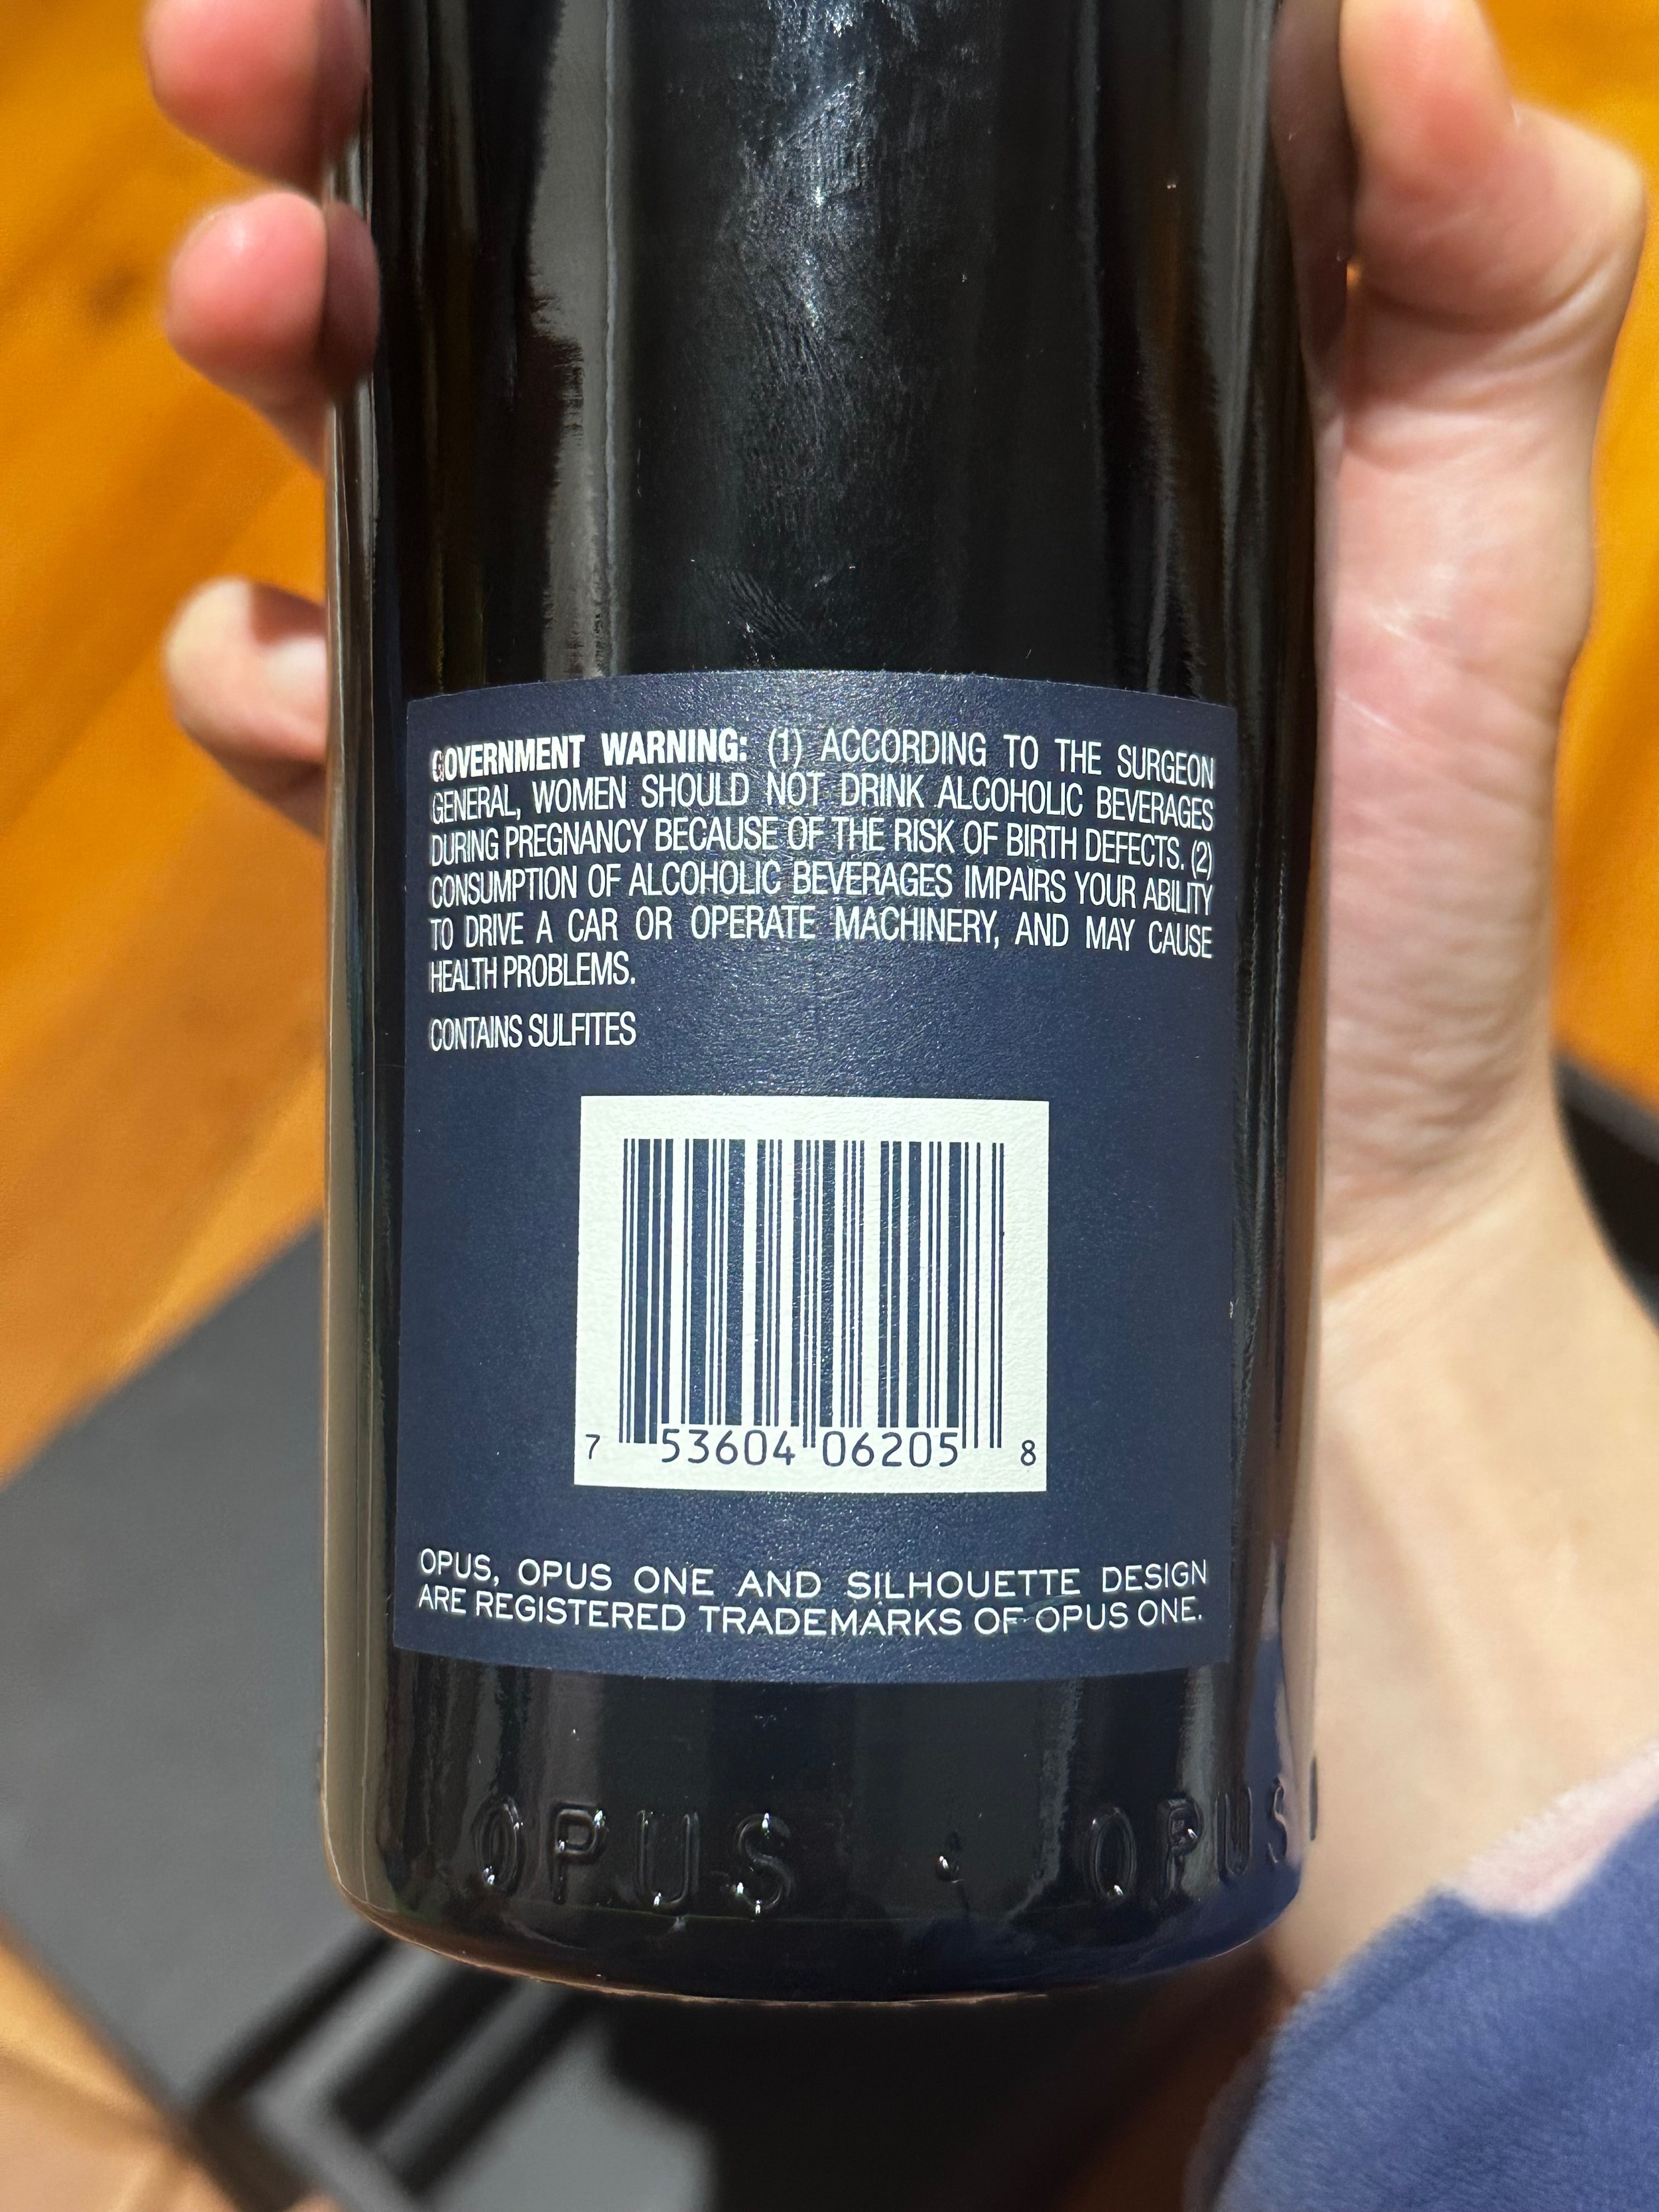 GOVERNMENT WARNING: (1) ACCORDING TO THE SURGEON
GENERAL, WOMEN SHOULD NOT DRINK ALCOHOLIC BEVERAGES
DURING PREGNANCY BECAUSE OF THE RISK OF BIRTH DEFECTS. (2)
CONSUMPTION OF ALCOHOLIC BEVERAGES IMPAIRS YOUR ABILITY
TO DRIVE A CAR OR OPERATE MACHINERY, AND MAY CAUSE
HEALTH PROBLEMS.
CONTAINS SULFITES
7 53604 06205 8
OPUS, OPUS ONE AND SILHOUETTE DESIGN
ARE REGISTERED TRADEMARKS OF OPUS ONE.
OPUS · OPUS